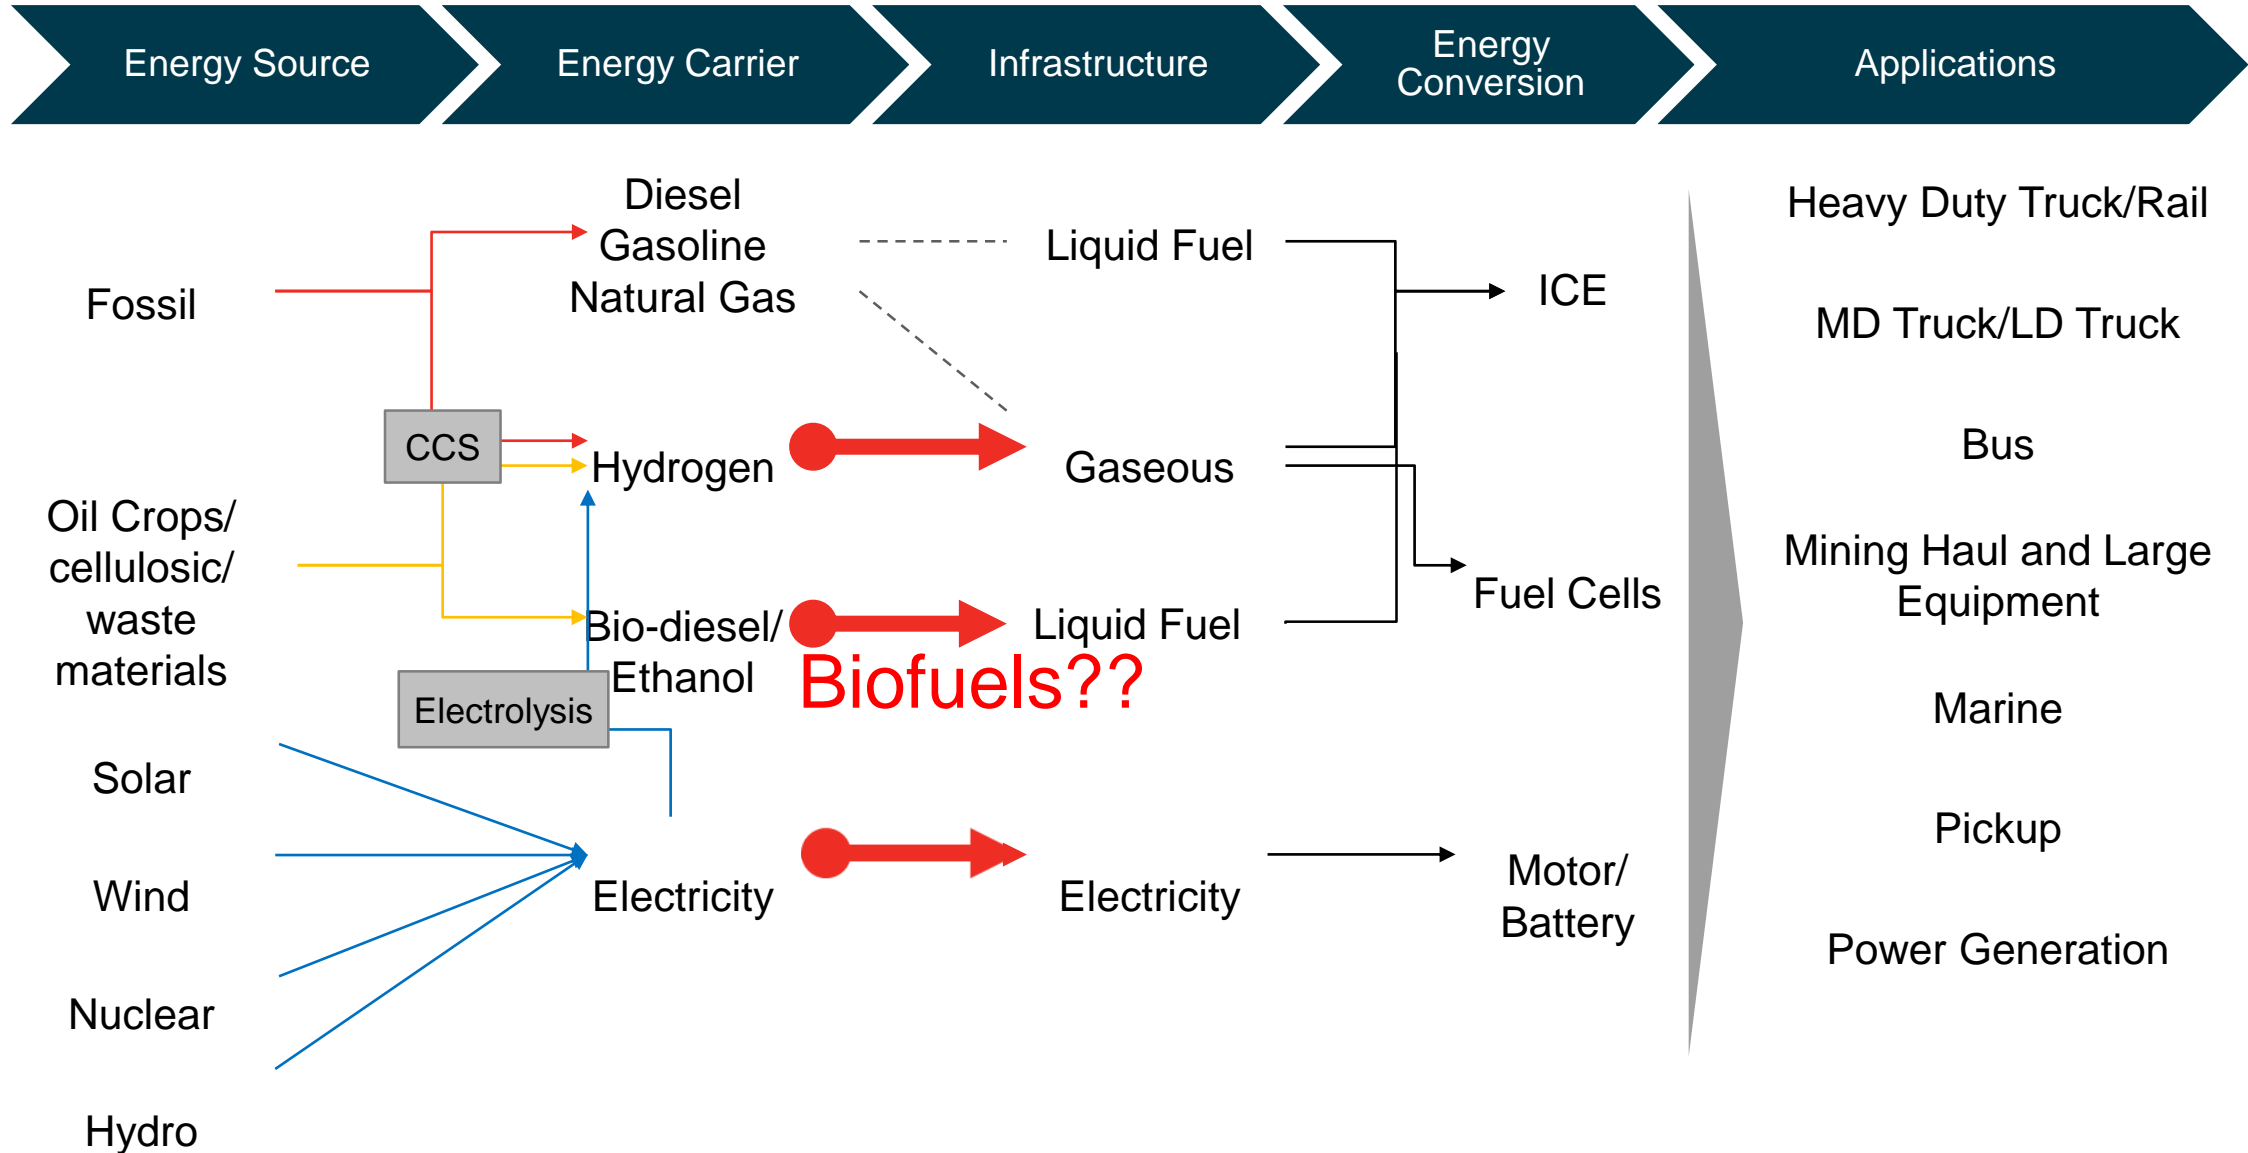 Energy Source
Energy Carrier
Infrastructure
Energy
Conversion
Applications
Fossil
Oil Crops/
cellulosic/
waste
materials
Solar
Wind
Nuclear
Hydro
CCS
Electrolysis
Diesel
Gasoline
Natural Gas
Hydrogen
Bio-diesel/
Ethanol
Biofuels??
Electricity
Liquid Fuel
Gaseous
Liquid Fuel
Electricity
ICE
Fuel Cells
Motor/
Battery
Heavy Duty Truck/Rail
MD Truck/LD Truck
Bus
Mining Haul and Large
Equipment
Marine
Pickup
Power Generation